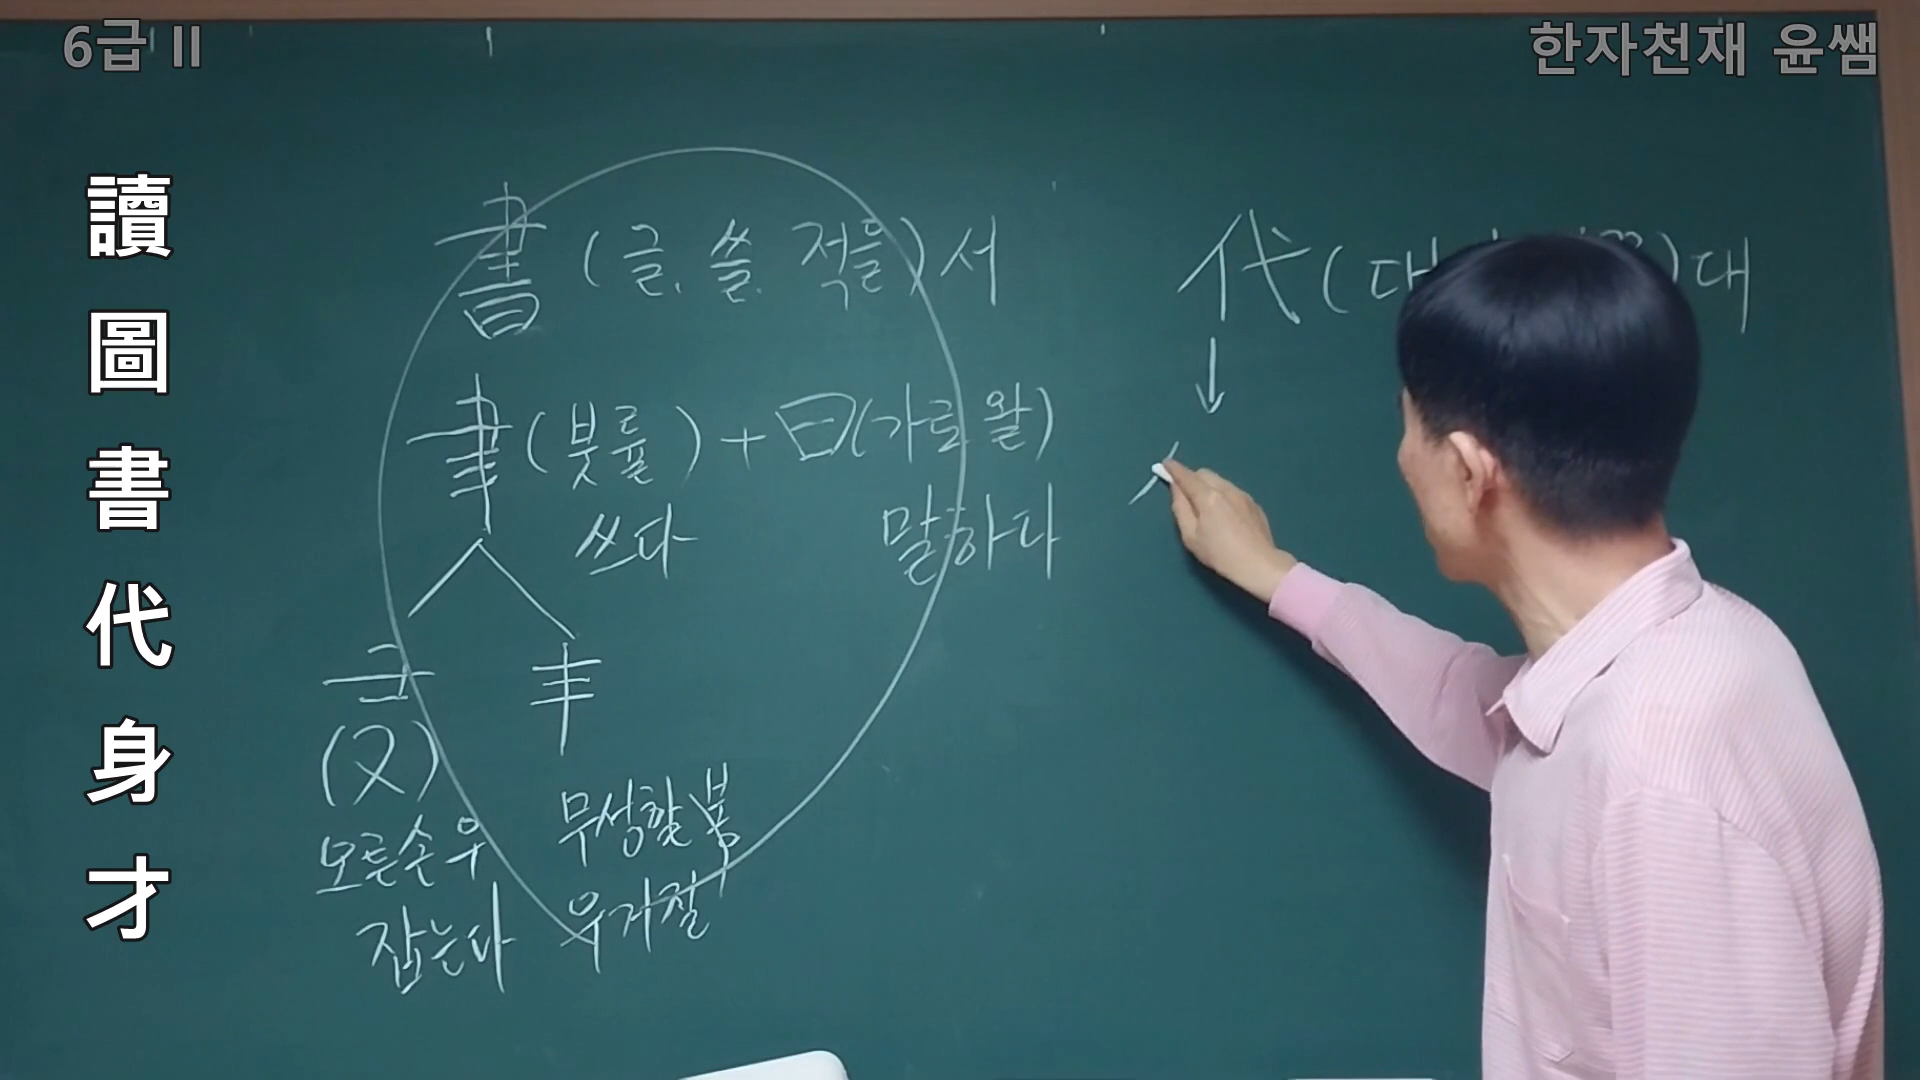 6급 II
한자천재 윤쌤
讀
圖
書
代
身
才
書 (글, 쓸, 적을) 서
聿 (붓률) + 曰 (가로 왈)
쓰다
말하다
(又)
오른손 우
잡는다
丰
무성할 봉
우거질
代 (대
) 대